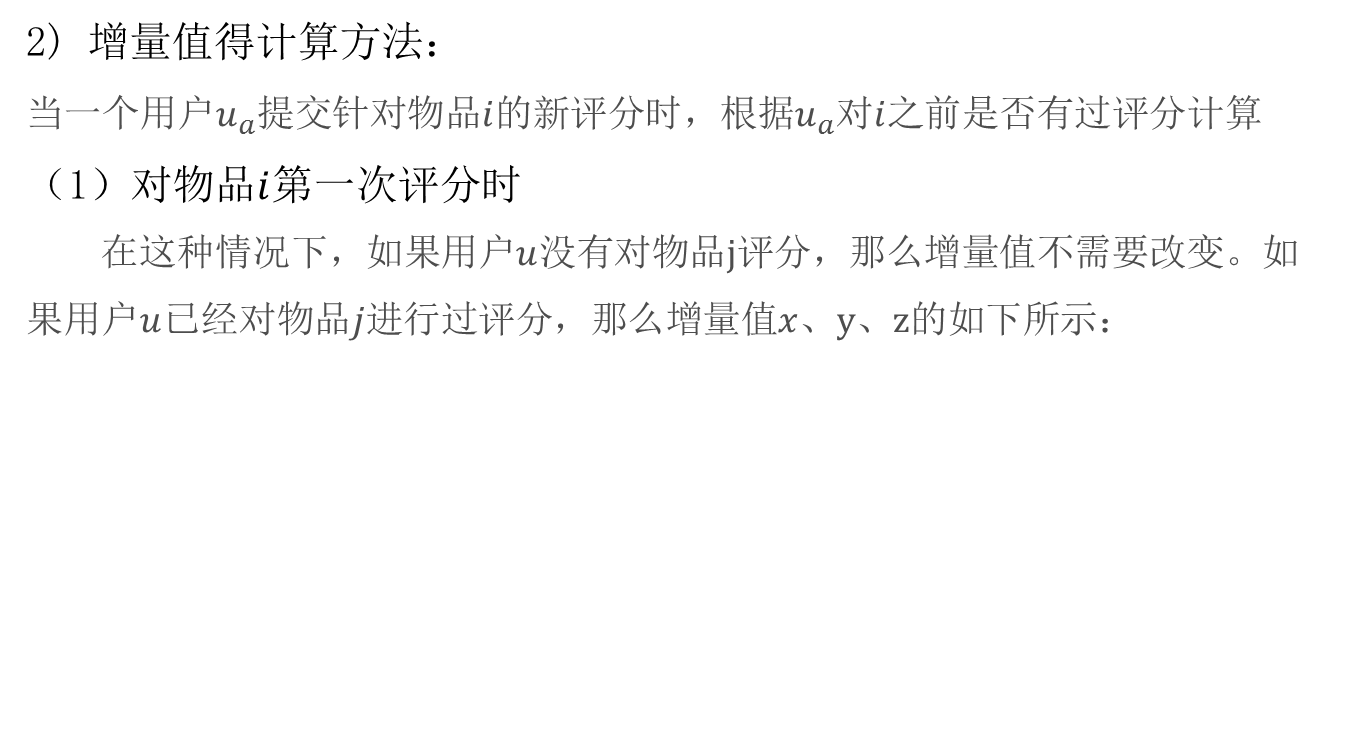 2) 增量值得计算方法：
当一个用户𝑢ₐ提交针对物品𝑖的新评分时，根据𝑢ₐ对𝑖之前是否有过评分计算
（1）对物品𝑖第一次评分时
在这种情况下，如果用户𝑢没有对物品j评分，那么增量值不需要改变。如
果用户𝑢已经对物品𝑗进行过评分，那么增量值𝑥、y、z的如下所示：